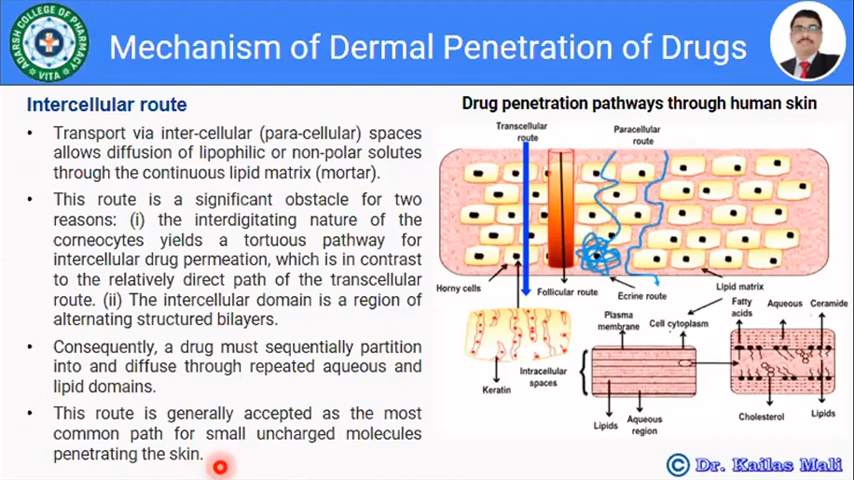 ADARSH COLLEGE OF PHARMACY
VITA
Mechanism of Dermal Penetration of Drugs
Intercellular route
• Transport via inter-cellular (para-cellular) spaces
allows diffusion of lipophilic or non-polar solutes
through the continuous lipid matrix (mortar).
• This route is a significant obstacle for two
reasons: (i) the interdigitating nature of the
corneocytes yields a tortuous pathway for
intercellular drug permeation, which is in contrast
to the relatively direct path of the transcellular
route. (ii) The intercellular domain is a region of
alternating structured bilayers.
• Consequently, a drug must sequentially partition
into and diffuse through repeated aqueous and
lipid domains.
• This route is generally accepted as the most
common path for small uncharged molecules
penetrating the skin.
Drug penetration pathways through human skin
Transcellular
route
Paracellular
route
Horny cells
Follicular route
Ecrine route
Lipid matrix
Plasma
membrane
Cell cytoplasm
Fatty
acids
Aqueous
Ceramide
Keratin
Intracellular
spaces
Lipids
Aqueous
region
Cholesterol
Lipids
© Dr. Kailas Mali